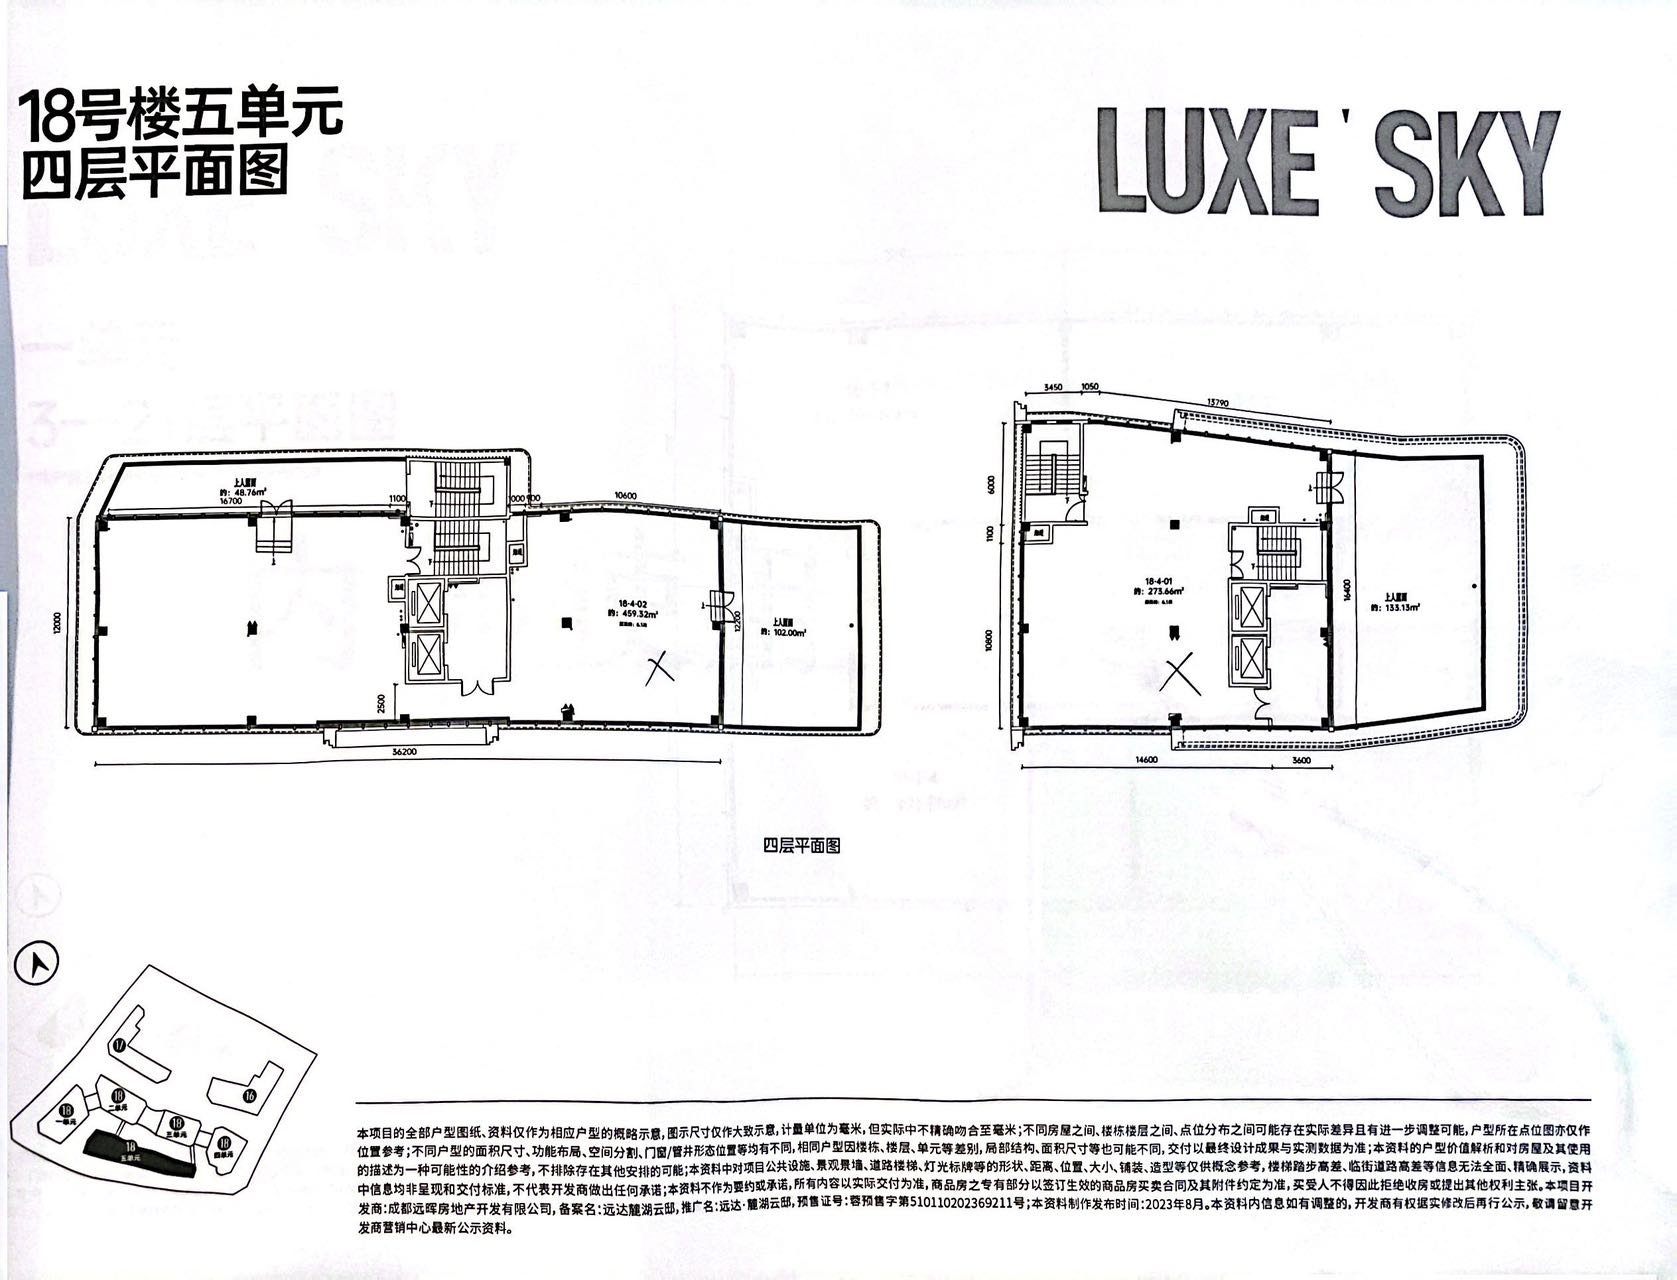 18号楼五单元
四层平面图
LUXE'SKY
3450 1050
13790
6000
1100
10800
18-4-01
约：273.66m²
16400
上人屋面
约：133.13m²
14600
3600
上人屋面
约：48.76m²
16700
1100
10600
12000
18-4-02
约：459.32m²
12200
上人屋面
约：102.00m²
2500
36200
下
下
下
下
上
上
上
四层平面图
17
16
18
一单元
18
二单元
18
三单元
18
四单元
18
五单元
本项目的全部户型图纸、资料仅作为相应户型的概略示意，图示尺寸仅作大致示意，计量单位为毫米，但实际中不精确吻合至毫米；不同房屋之间、楼栋楼层之间、点位分布之间可能存在实际差异且有进一步调整可能，户型所在点位图亦仅作
位置参考；不同户型的面积尺寸、功能布局、空间分割、门窗/管井形态位置等均有不同，相同户型因楼栋、楼层、单元等差别，局部结构、面积尺寸等也可能不同，交付以最终设计成果与实测数据为准；本资料的户型价值解析和对房屋及其使用
的描述为一种可能性的介绍参考，不排除存在其他安排的可能；本资料中对项目公共设施、景观景墙、道路楼梯、灯光标牌等的形状、距离、位置、大小、铺装、造型等仅供概念参考，楼梯踏步高差、临街道路高差等信息无法全面、精确展示，资料
中信息均非呈现和交付标准，不代表开发商做出任何承诺；本资料不作为要约或承诺，所有内容以实际交付为准，商品房之专有部分以签订生效的商品房买卖合同及其附件约定为准，买受人不得因此拒绝收房或提出其他权利主张。本项目开
发商：成都远晖房地产开发有限公司，备案名：远达麓湖云邸，推广名：远达·麓湖云邸，预售证号：蓉预售字第510110202369211号；本资料制作发布时间：2023年8月。本资料内信息如有调整的，开发商有权据实修改后再行公示，敬请留意开
发商营销中心最新公示资料。